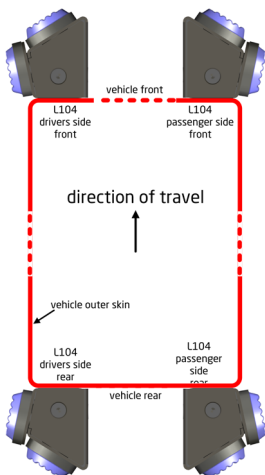 vehicle front
L104
drivers side
front
L104
passenger side
front
direction of travel
vehicle outer skin
L104
drivers side
rear
L104
passenger
side
rear
vehicle rear